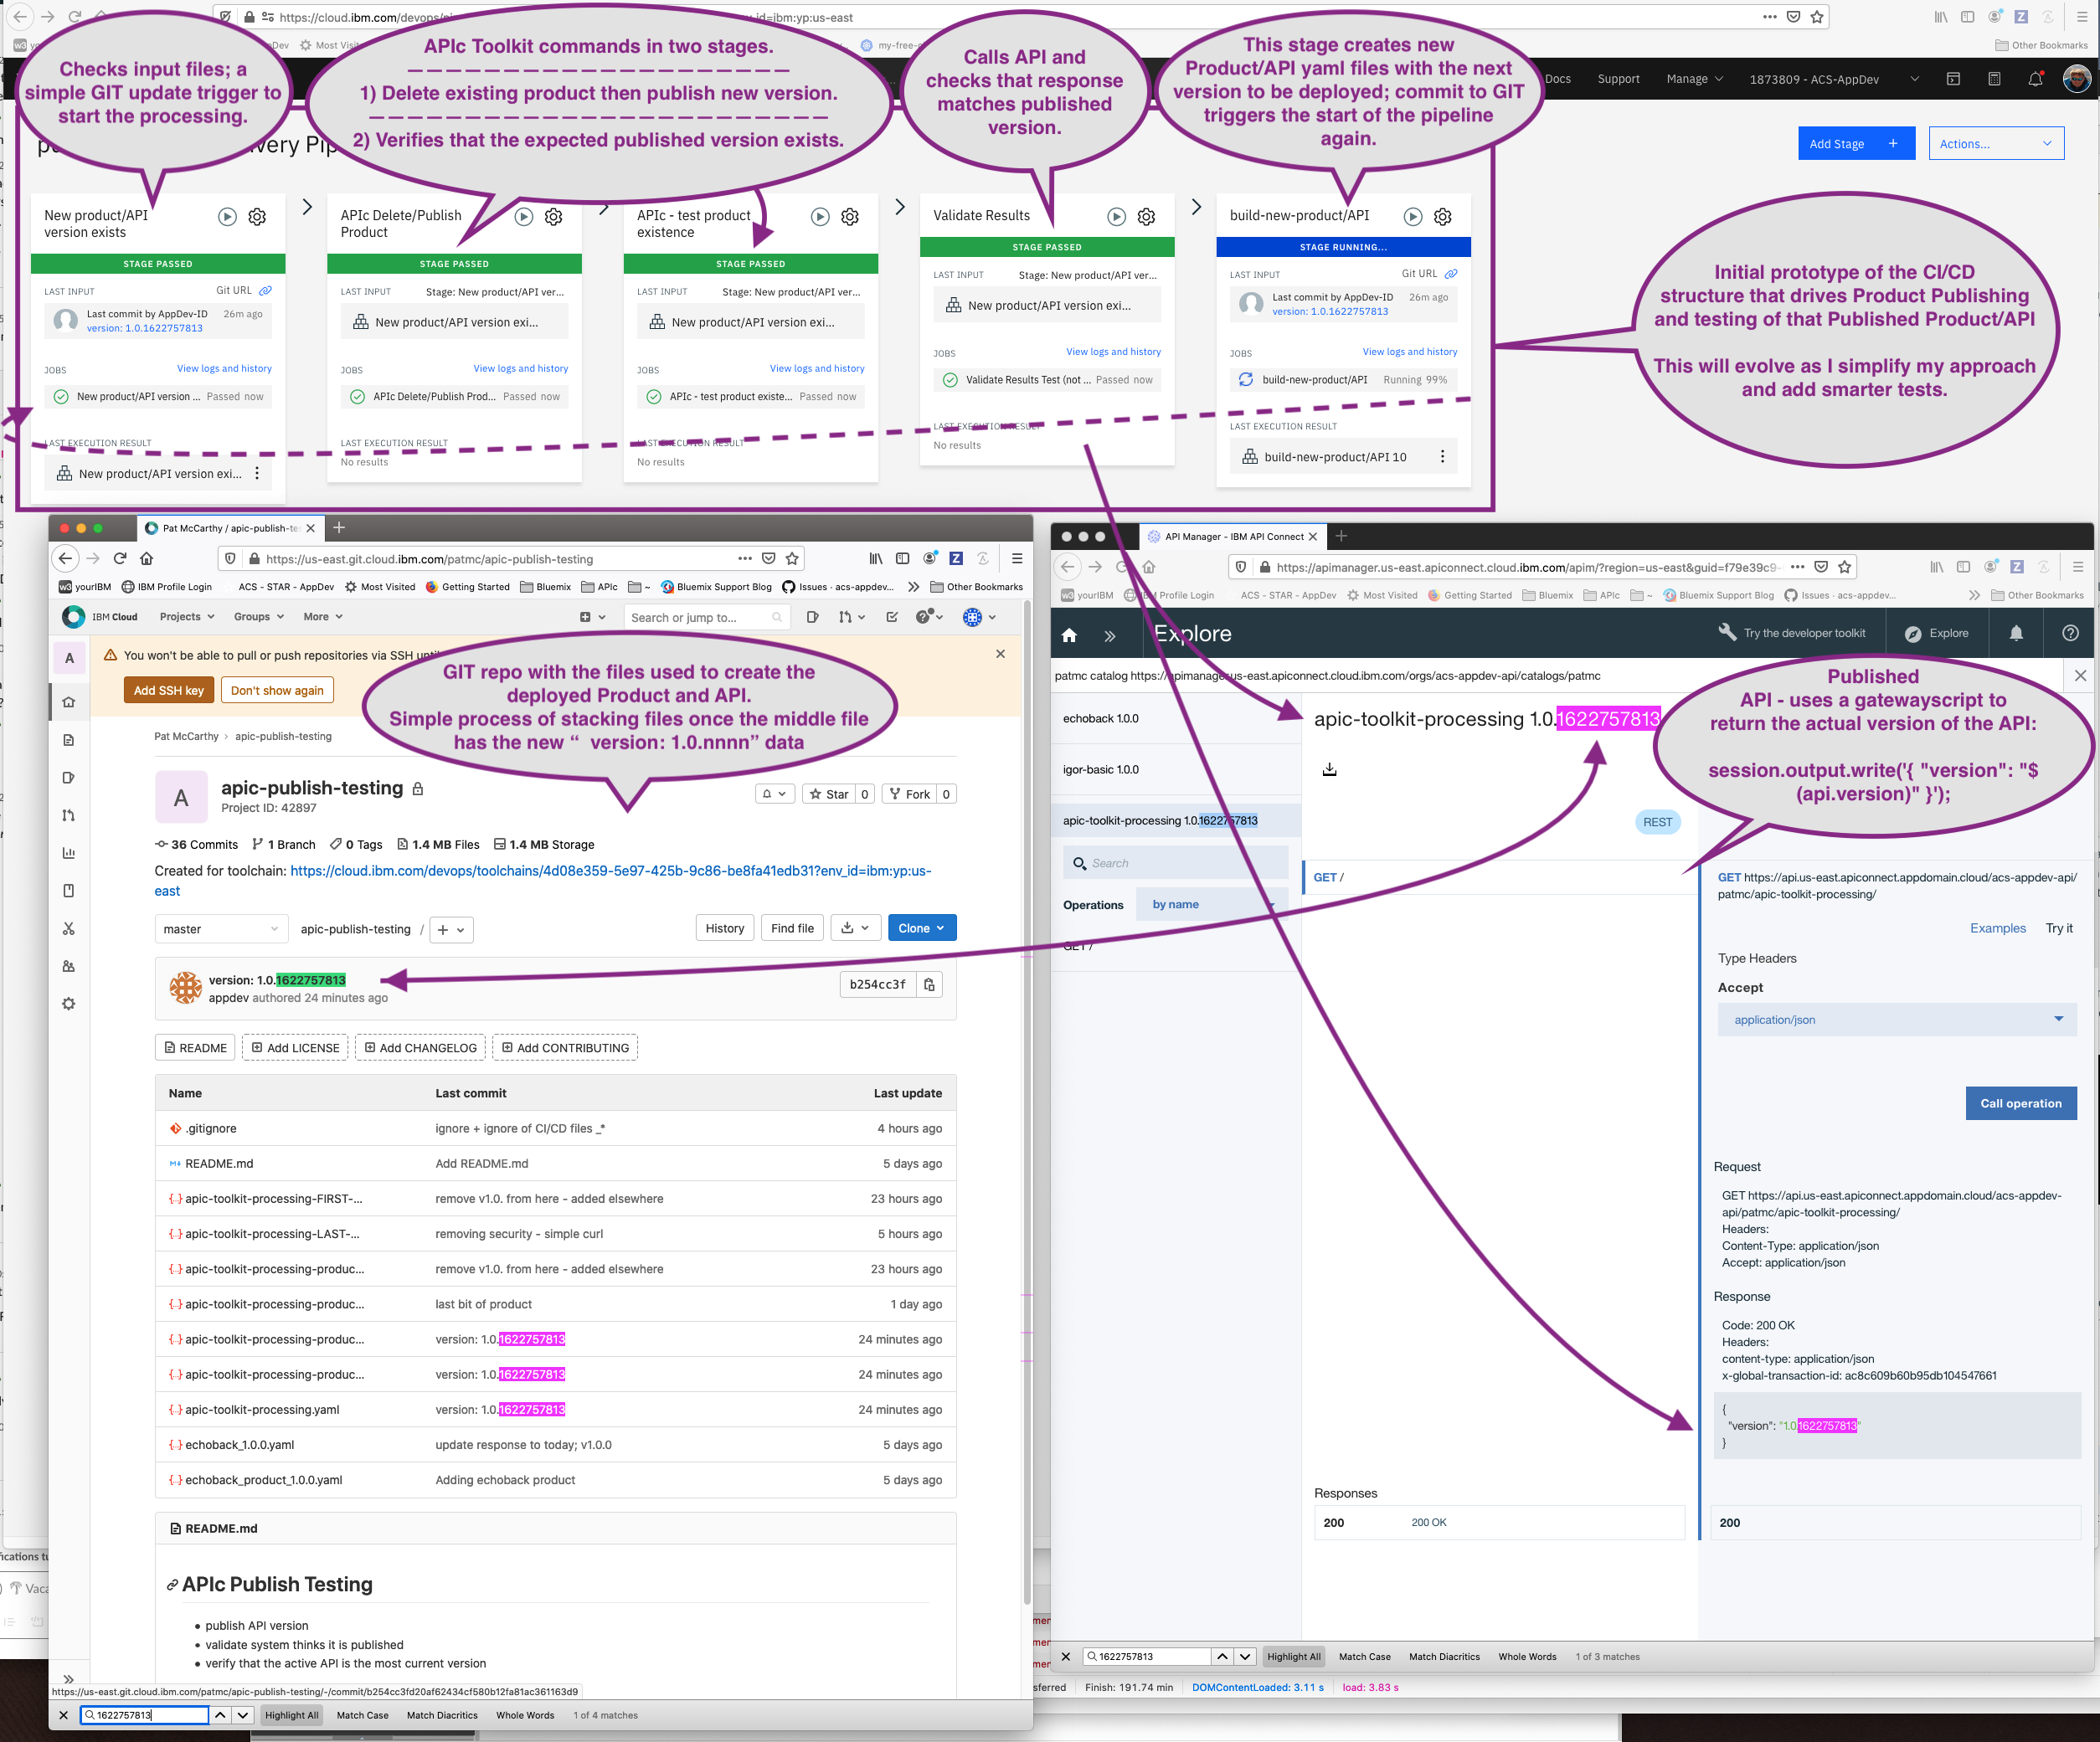 https://cloud.ibm.com/devops/pi
_id=ibm:yp:us-east
Most Visit
my-free-
Other Bookmarks
Docs
Support
Manage
1873809 - ACS-AppDev
Checks input files; a
simple GIT update trigger to
start the processing.
APIc Toolkit commands in two stages.
1) Delete existing product then publish new version.
2) Verifies that the expected published version exists.
Calls API and
checks that response
matches published
version.
This stage creates new
Product/API yaml files with the next
version to be deployed; commit to GIT
triggers the start of the pipeline
again.
very Pip
Add Stage +
Actions...
New product/API
version exists
STAGE PASSED
LAST INPUT Git URL
Last commit by AppDev-ID 26m ago
version: 1.0.1622757813
JOBS View logs and history
New product/API version ... Passed now
LAST EXECUTION RESULT
New product/API version exi...
APIc Delete/Publish
Product
STAGE PASSED
LAST INPUT Stage: New product/API ver...
New product/API version exi...
JOBS View logs and history
APIc Delete/Publish Prod... Passed now
LAST EXECUTION RESULT
No results
APIc - test product
existence
STAGE PASSED
LAST INPUT Stage: New product/API ver...
New product/API version exi...
JOBS View logs and history
APIc - test product existe... Passed now
LAST EXECUTION RESULT
No results
Validate Results
STAGE PASSED
LAST INPUT Stage: New product/API ver...
New product/API version exi...
JOBS View logs and history
Validate Results Test (not ... Passed now
LAST EXECUTION RESULT
No results
build-new-product/API
STAGE RUNNING...
LAST INPUT Git URL
Last commit by AppDev-ID 26m ago
version: 1.0.1622757813
JOBS View logs and history
build-new-product/API Running 99%
LAST EXECUTION RESULT
build-new-product/API 10
Initial prototype of the CI/CD
structure that drives Product Publishing
and testing of that Published Product/API
This will evolve as I simplify my approach
and add smarter tests.
Pat McCarthy / apic-publish-te
https://us-east.git.cloud.ibm.com/patmc/apic-publish-testing
yourIBM IBM Profile Login ACS - STAR - AppDev Most Visited Getting Started Bluemix APIc ~ Bluemix Support Blog Issues · acs-appdev... Other Bookmarks
IBM Cloud Projects Groups More Search or jump to...
A
You won't be able to pull or push repositories via SSH unti
Add SSH key Don't show again
GIT repo with the files used to create the
deployed Product and API.
Simple process of stacking files once the middle file
has the new “ version: 1.0.nnnn” data
Pat McCarthy > apic-publish-testing
A
apic-publish-testing
Project ID: 42897
Star 0 Fork 0
36 Commits 1 Branch 0 Tags 1.4 MB Files 1.4 MB Storage
Created for toolchain: https://cloud.ibm.com/devops/toolchains/4d08e359-5e97-425b-9c86-be8fa41edb31?env_id=ibm:yp:us-
east
master apic-publish-testing / + History Find file Clone
version: 1.0.1622757813
appdev authored 24 minutes ago
b254cc3f
README Add LICENSE Add CHANGELOG Add CONTRIBUTING
Name Last commit Last update
.gitignore ignore + ignore of CI/CD files _* 4 hours ago
README.md Add README.md 5 days ago
apic-toolkit-processing-FIRST-... remove v1.0. from here - added elsewhere 23 hours ago
apic-toolkit-processing-LAST-... removing security - simple curl 5 hours ago
apic-toolkit-processing-produc... remove v1.0. from here - added elsewhere 23 hours ago
apic-toolkit-processing-produc... last bit of product 1 day ago
apic-toolkit-processing-produc... version: 1.0.1622757813 24 minutes ago
apic-toolkit-processing-produc... version: 1.0.1622757813 24 minutes ago
apic-toolkit-processing.yaml version: 1.0.1622757813 24 minutes ago
echoback_1.0.0.yaml update response to today; v1.0.0 5 days ago
echoback_product_1.0.0.yaml Adding echoback product 5 days ago
README.md
APIc Publish Testing
• publish API version
• validate system thinks it is published
• verify that the active API is the most current version
https://us-east.git.cloud.ibm.com/patmc/apic-publish-testing/-/commit/b254cc3fd20af62434cf580b12fa81ac361163d9
1622757813 Highlight All Match Case Match Diacritics Whole Words 1 of 4 matches
API Manager - IBM API Connect
https://apimanager.us-east.apiconnect.cloud.ibm.com/apim/?region=us-east&guid=f79e39c9-
yourIBM IBM Profile Login ACS - STAR - AppDev Most Visited Getting Started Bluemix APIc ~ Bluemix Support Blog Issues · acs-appdev... Other Bookmarks
Explore
Try the developer toolkit
Explore
patmc catalog https://apimanager.us-east.apiconnect.cloud.ibm.com/orgs/acs-appdev-api/catalogs/patmc
echoback 1.0.0
igor-basic 1.0.0
apic-toolkit-processing 1.0.1622757813
Search
Operations by name
GET /
apic-toolkit-processing 1.0.1622757813
REST
GET /
Responses
200 200 OK
Published
API - uses a gatewayscript to
return the actual version of the API:
session.output.write('{ "version": "$
(api.version)" }');
GET https://api.us-east.apiconnect.appdomain.cloud/acs-appdev-api/
patmc/apic-toolkit-processing/
Examples Try it
Type Headers
Accept
application/json
Call operation
Request
GET https://api.us-east.apiconnect.appdomain.cloud/acs-appdev-
api/patmc/apic-toolkit-processing/
Headers:
Content-Type: application/json
Accept: application/json
Response
Code: 200 OK
Headers:
content-type: application/json
x-global-transaction-id: ac8c609b60b95db104547661
{
"version": "1.0.1622757813"
}
200
1622757813 Highlight All Match Case Match Diacritics Whole Words 1 of 3 matches
sferred Finish: 191.74 min DOMContentLoaded: 3.11 s load: 3.83 s